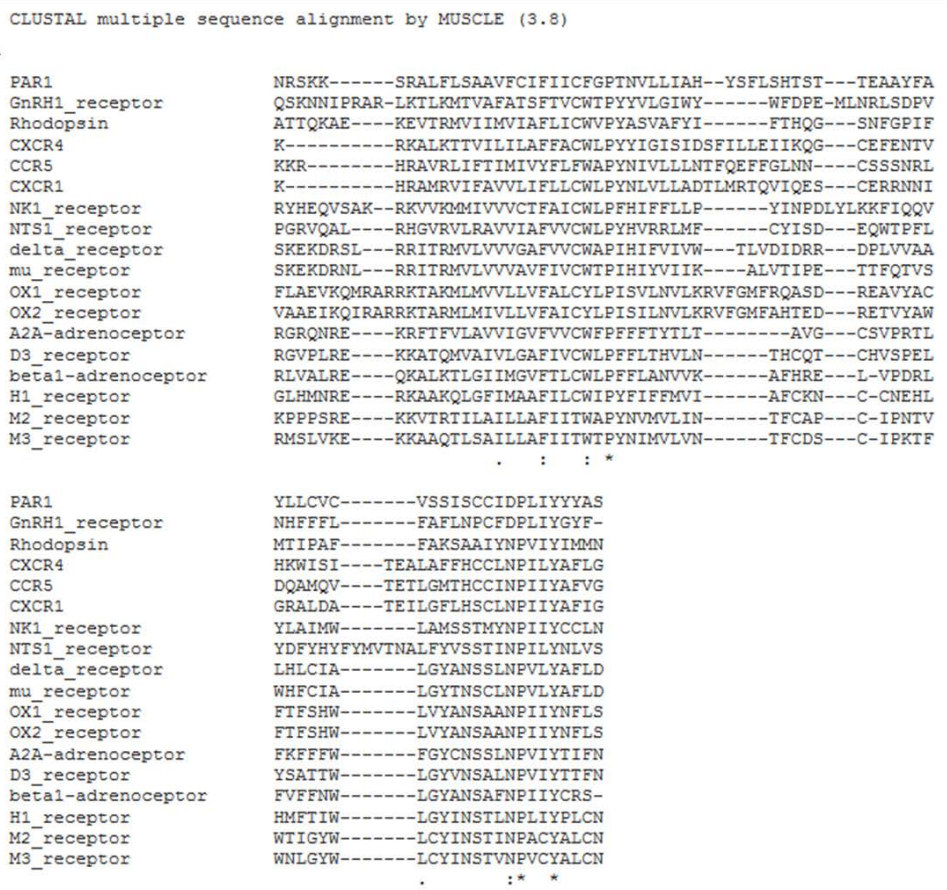 CLUSTAL multiple sequence alignment by MUSCLE (3.8)
PAR1 NRSKK------SRALFLSAAVFCIFIICFGPTNVLLIAH--YSFLSHTST---TEAAYFA
GnRH1_receptor QSKNNIPRAR-LKTLKMTVAFATSFTVCWTPYYVLGIWY------WFDPE-MLNRLSDPV
Rhodopsin ATTQKAE----KEVTRMVIIMVIAFLICWVPYASVAFYI------FTHQG---SNFGPIF
CXCR4 K----------RKALKTTVILILAFFACWLPYYIGISIDSFILLEIIKQG---CEFENTV
CCR5 KKR--------HRAVRLIFTIMIVYFLFWAPYNIVLLLNTFQEFFGLNN----CSSSNRL
CXCR1 K----------HRAMRVIFAVVLIFLLCWLPYNLVLLADTLMRTQVIQES---CERRNNI
NK1_receptor RYHEQVSAK--RKVVKMMIVVVCTFAICWLPFHIFFLLP------YINPDLYLKKFIQQV
NTS1_receptor PGRVQAL----RHGVRVLRAVVIAFVVCWLPYHVRRLMF------CYISD---EQWTPFL
delta_receptor SKEKDRSL---RRITRMVLVVVGAFVVCWAPIHIFVIVW--TLVDIDRR---DPLVVAA
mu_receptor SKEKDRNL---RRITRMVLVVVAVFIVCWTPIHIYVIIK----ALVTIPE---TTFQTVS
OX1_receptor FLAEVKQMRARRKTAKMLMVVLLVFALCYLPISVLNVLKRVFGMFRQASD---REAVYAC
OX2_receptor VAAEIKQIRARRKTARMLMIVLLVFAICYLPISILNVLKRVFGMFAHTED---RETVYAW
A2A-adrenoceptor RGRQNRE----KRFTFVLAVVIGVFVVCWFPFFFTYTLT--------AVG---CSVPRTL
D3_receptor RGVPLRE----KKATQMVAIVLGAFIVCWLPFFLTHVLN------THCQT---CHVSPEL
beta1-adrenoceptor RLVALRE----QKALKTLGIIMGVFTLCWLPFFLANVVK------AFHRE---L-VPDRL
H1_receptor GLHMNRE----RKAAKQLGFIMAAFILCWIPYFIFFMVI------AFCKN---C-CNEHL
M2_receptor KPPPSRE----KKVTRTILAILLAFIITWAPYNVMVLIN------TFCAP---C-IPNTV
M3_receptor RMSLVKE----KKAAQTLSAILLAFIITWTPYNIMVLVN------TFCDS---C-IPKTF
. : : *
PAR1 YLLCVC-------VSSISCCIDPLIYYYAS
GnRH1_receptor NHFFFL-------FAFLNPCFDPLIYGYF-
Rhodopsin MTIPAF-------FAKSAAIYNPVIYIMMN
CXCR4 HKWISI----TEALAFFHCCLNPILYAFLG
CCR5 DQAMQV----TETLGMTHCCINPIIYAFVG
CXCR1 GRALDA----TEILGFLHSCLNPIIYAFIG
NK1_receptor YLAIMW-------LAMSSTMYNPIIYCCLN
NTS1_receptor YDFYHYFYMVTNALFYVSSTINPILYNLVS
delta_receptor LHLCIA-------LGYANSSLNPVLYAFLD
mu_receptor WHFCIA-------LGYTNSCLNPVLYAFLD
OX1_receptor FTFSHW-------LVYANSAANPIIYNFLS
OX2_receptor FTFSHW-------LVYANSAANPIIYNFLS
A2A-adrenoceptor FKFFFW-------FGYCNSSLNPVIYTIFN
D3_receptor YSATTW-------LGYVNSALNPVIYTTFN
beta1-adrenoceptor FVFFNW-------LGYANSAFNPIIYCRS-
H1_receptor HMFTIW-------LGYINSTLNPLIYPLCN
M2_receptor WTIGYW-------LCYINSTINPACYALCN
M3_receptor WNLGYW-------LCYINSTVNPVCYALCN
. :* *